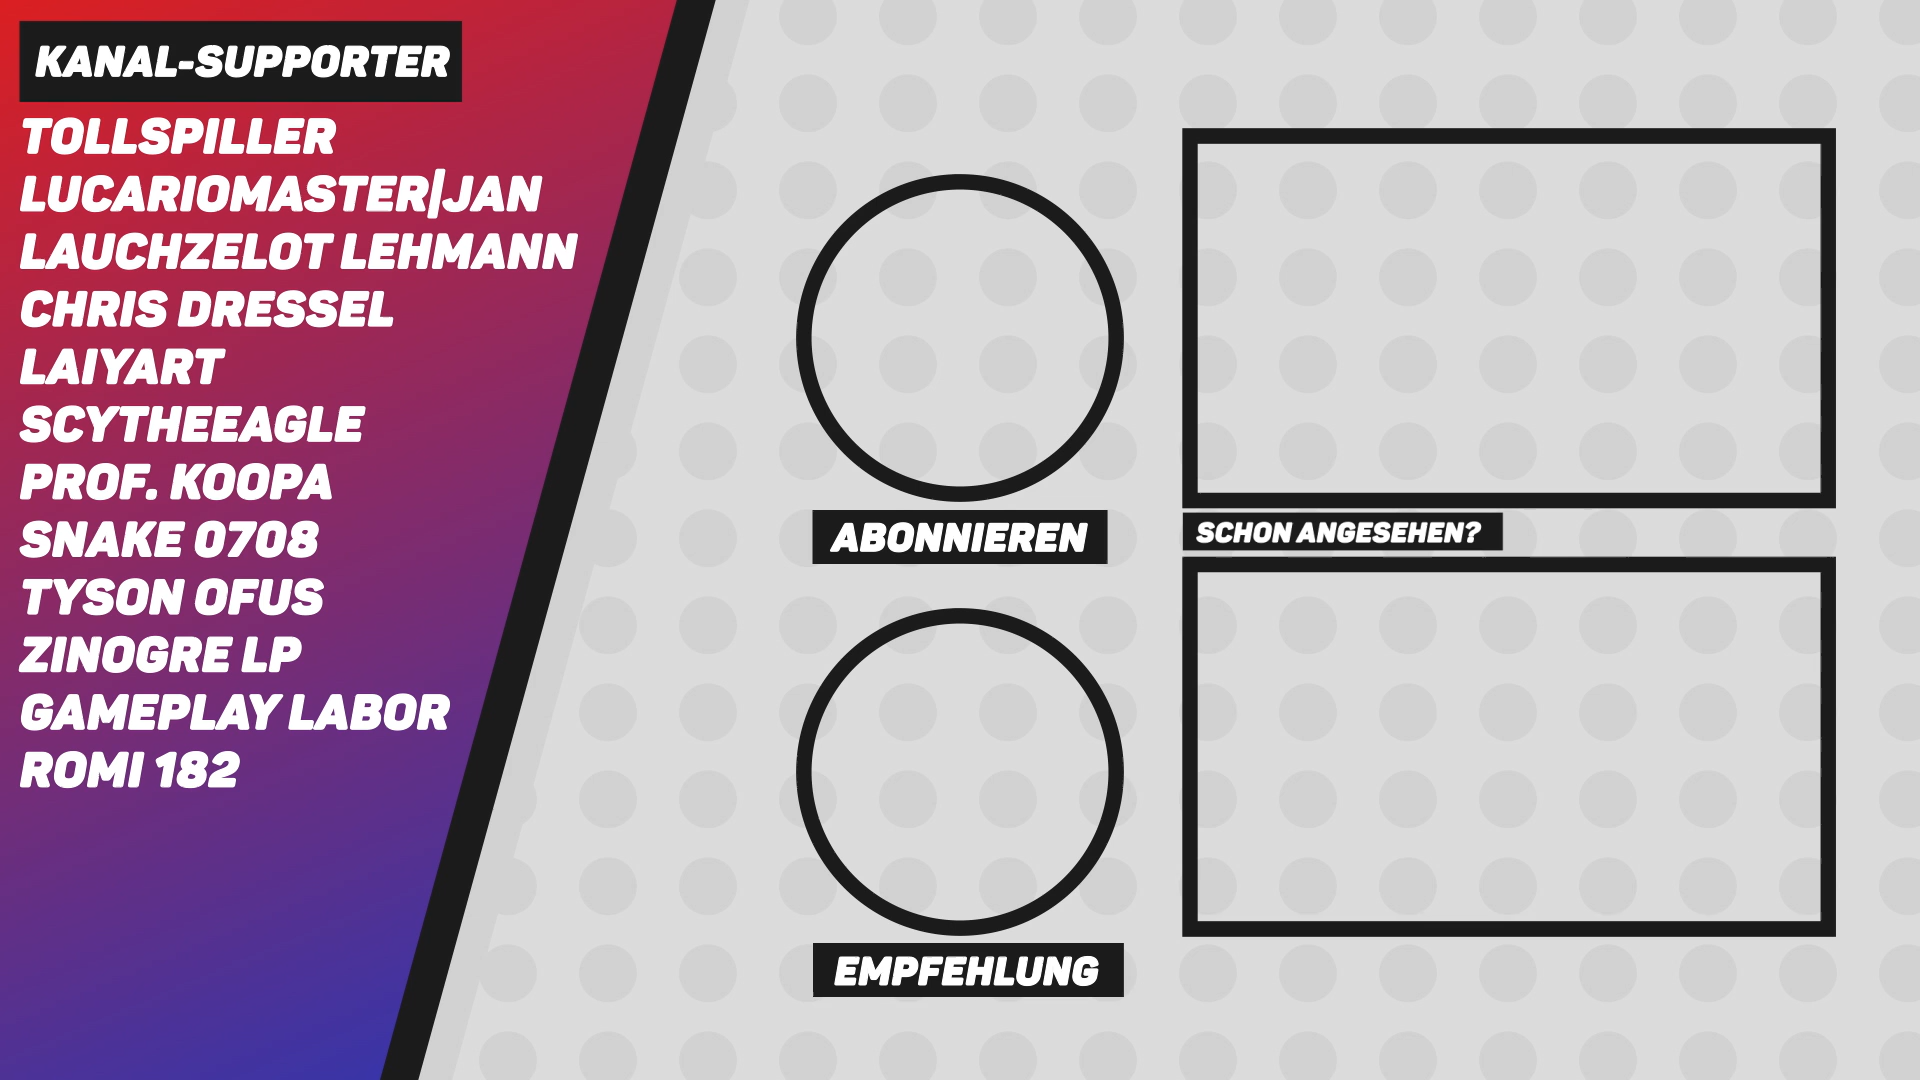 KANAL-SUPPORTER
TOLLSPILLER
LUCARIOMASTER|JAN
LAUCHZELOT LEHMANN
CHRIS DRESSEL
LAIYART
SCYTHEEAGLE
PROF. KOOPA
SNAKE 0708
TYSON OFUS
ZINOGRE LP
GAMEPLAY LABOR
ROMI 182
ABONNIEREN
EMPFEHLUNG
SCHON ANGESEHEN?